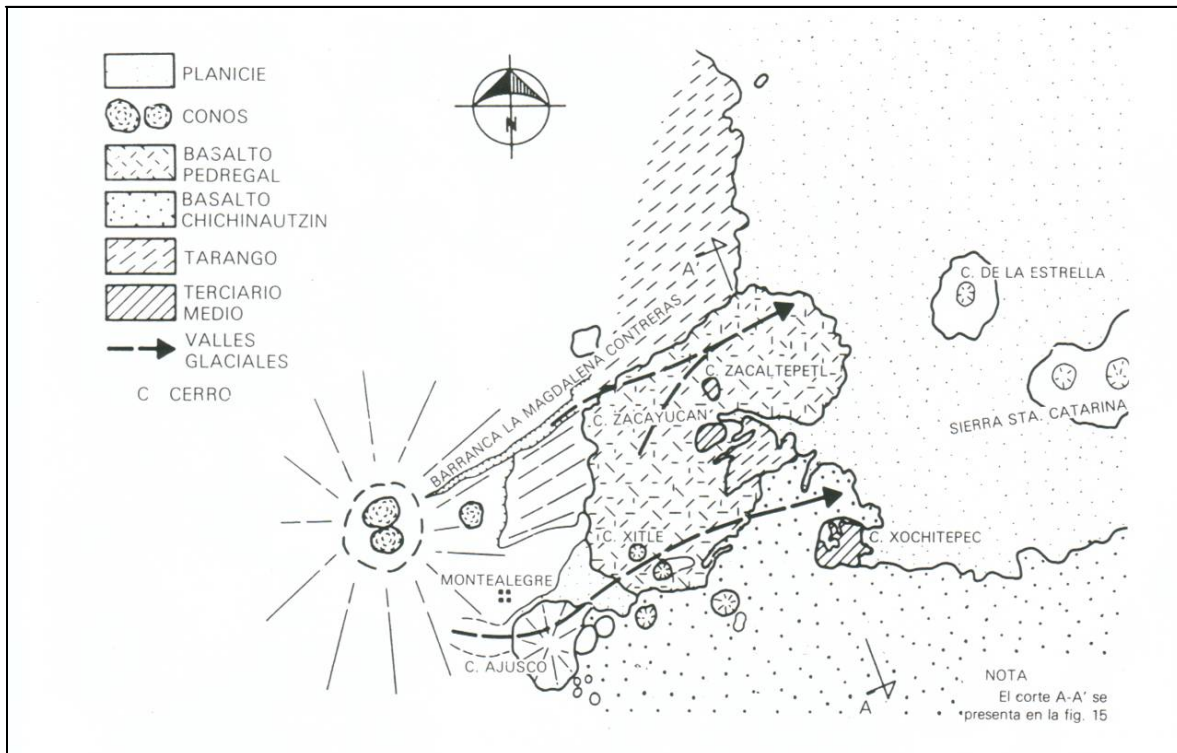 PLANICIE
CONOS
BASALTO
PEDREGAL
BASALTO
CHICHINAUTZIN
TARANGO
TERCIARIO
MEDIO
VALLES
GLACIALES
C CERRO
N
A'
C. DE LA ESTRELLA
BARRANCA LA MAGDALENA CONTRERAS
C. ZACALTEPETL
C. ZACAYUCAN
SIERRA STA. CATARINA
C. XITLE
C. XOCHITEPEC
MONTEALEGRE
C. AJUSCO
A
NOTA
El corte A-A' se
presenta en la fig. 15